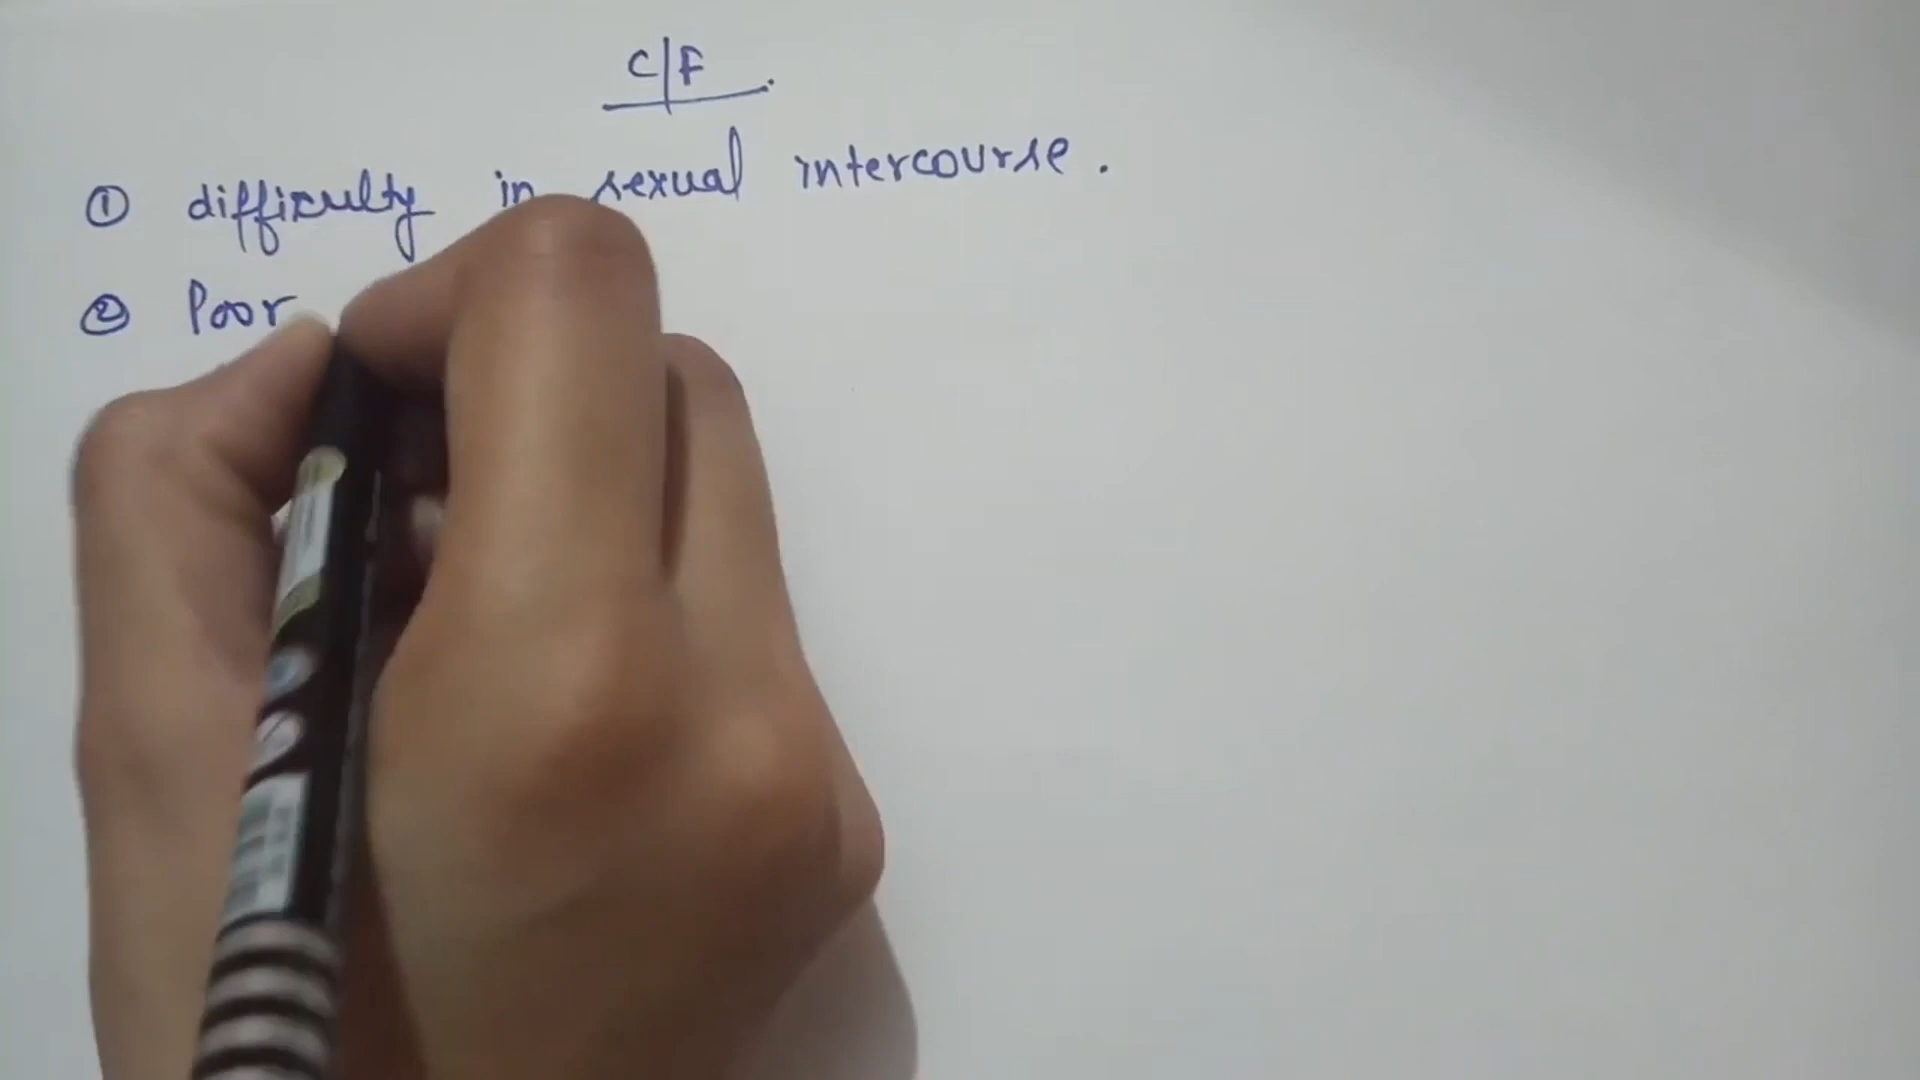 C/F
① difficulty in sexual intercourse.
② Poor